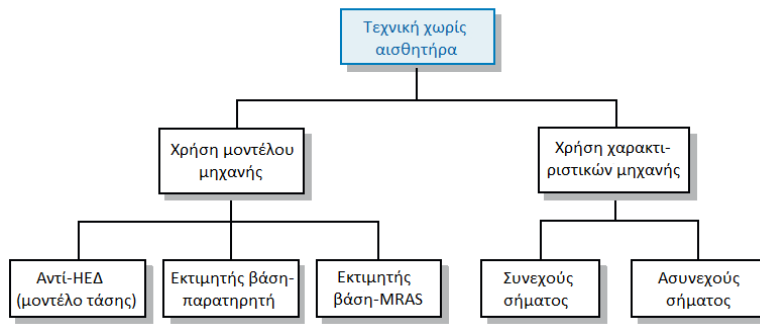 Τεχνική χωρίς
αισθητήρα
Χρήση μοντέλου
μηχανής
Χρήση χαρακτι-
ριστικών μηχανής
Αντί-ΗΕΔ
(μοντέλο τάσης)
Εκτιμητής βάση-
παρατηρητή
Εκτιμητής
βάση-MRAS
Συνεχούς
σήματος
Ασυνεχούς
σήματος